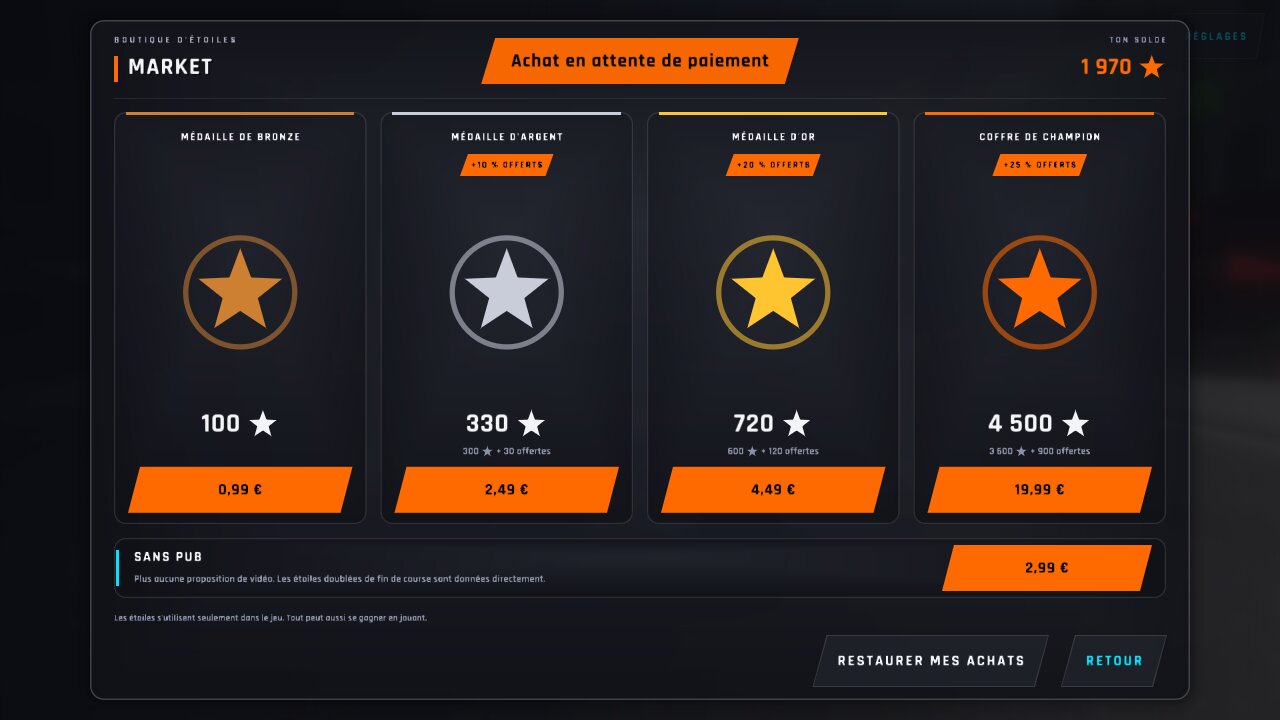 BOUTIQUE D'ÉTOILES
MARKET
Achat en attente de paiement
TON SOLDE
1 970
RÉGLAGES
MÉDAILLE DE BRONZE
100
0,99 €
MÉDAILLE D'ARGENT
+10 % OFFERTS
330
300 ★ + 30 offertes
2,49 €
MÉDAILLE D'OR
+20 % OFFERTS
720
600 ★ + 120 offertes
4,49 €
COFFRE DE CHAMPION
+25 % OFFERTS
4 500
3 600 ★ + 900 offertes
19,99 €
SANS PUB
Plus aucune proposition de vidéo. Les étoiles doublées de fin de course sont données directement.
2,99 €
Les étoiles s'utilisent seulement dans le jeu. Tout peut aussi se gagner en jouant.
RESTAURER MES ACHATS
RETOUR